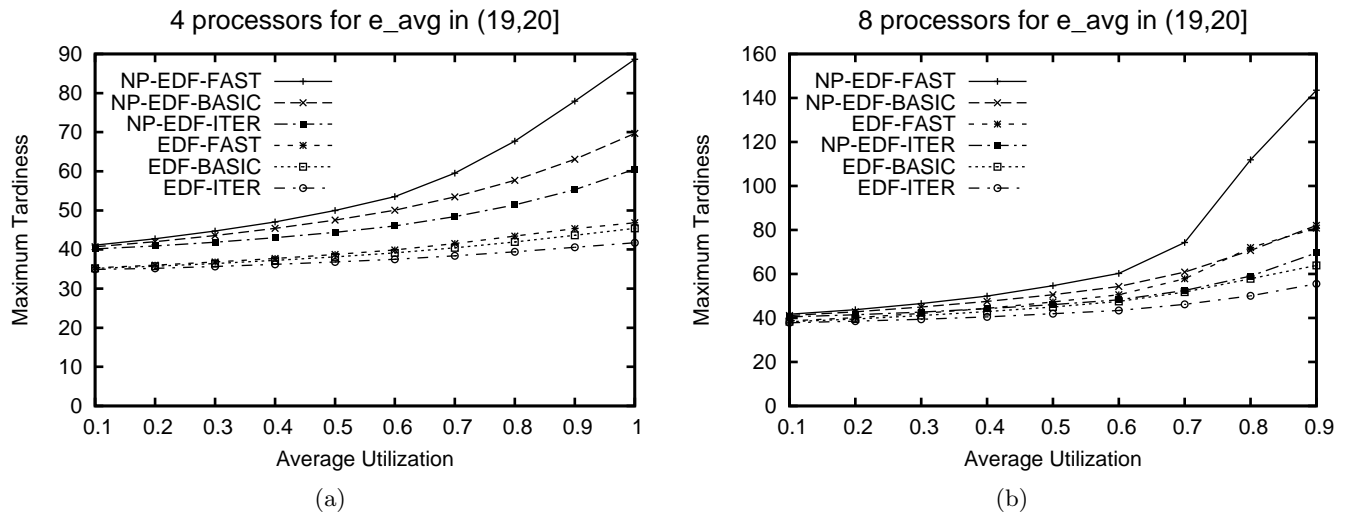 4 processors for e_avg in (19,20]
90
80
70
60
50
40
30
20
10
0
Maximum Tardiness
NP-EDF-FAST
NP-EDF-BASIC
NP-EDF-ITER
EDF-FAST
EDF-BASIC
EDF-ITER
0.1 0.2 0.3 0.4 0.5 0.6 0.7 0.8 0.9 1
Average Utilization
(a)
8 processors for e_avg in (19,20]
160
140
120
100
80
60
40
20
0
Maximum Tardiness
NP-EDF-FAST
NP-EDF-BASIC
EDF-FAST
NP-EDF-ITER
EDF-BASIC
EDF-ITER
0.1 0.2 0.3 0.4 0.5 0.6 0.7 0.8 0.9
Average Utilization
(b)